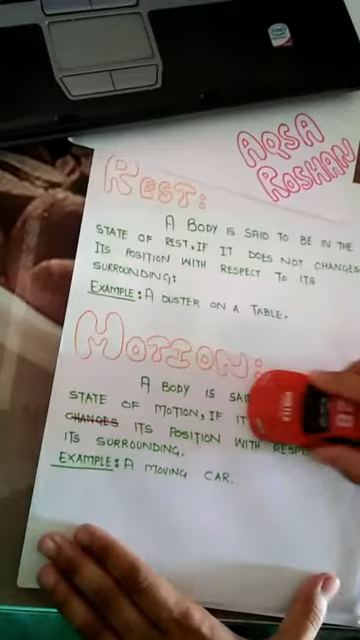 AQSA
ROSHAN
REST:
A BODY IS SAID TO BE IN THE
STATE OF REST, IF IT DOES NOT CHANGES
ITS POSITION WITH RESPECT TO ITS
SURROUNDING:
EXAMPLE: A DUSTER ON A TABLE.
MOTION:
A BODY IS
STATE OF MOTION, IF IT
CHANGES ITS POSITION WITH
ITS SURROUNDING.
EXAMPLE: A MOVING CAR.